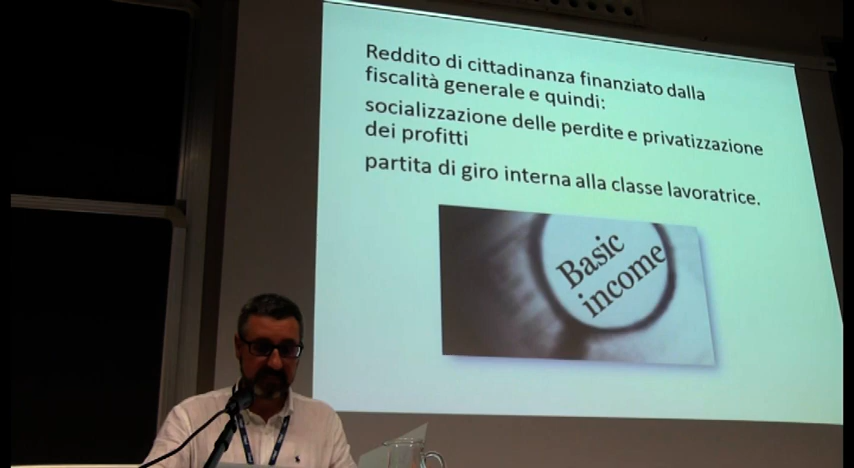 Reddito di cittadinanza finanziato dalla
fiscalità generale e quindi:
socializzazione delle perdite e privatizzazione
dei profitti
partita di giro interna alla classe lavoratrice.
Basic
income